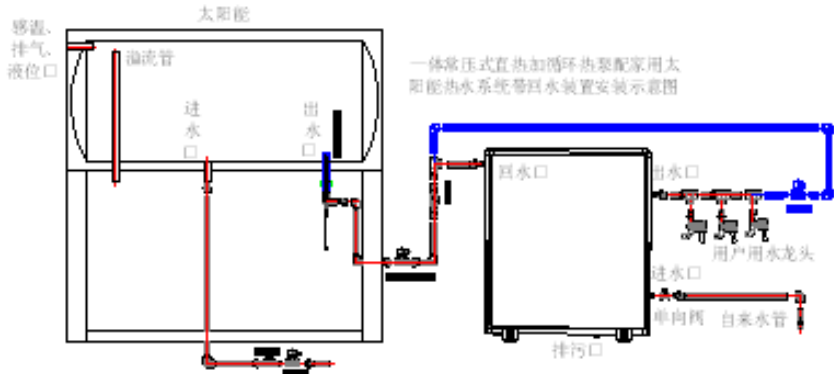 太阳能
感温、
排气、
液位口
溢流管
进
水
口
出
水
口
一体常压式直热加循环热泵配家用太
阳能热水系统带回水装置安装示意图
回水口
出水口
用户用水龙头
进水口
单向阀
自来水管
排污口